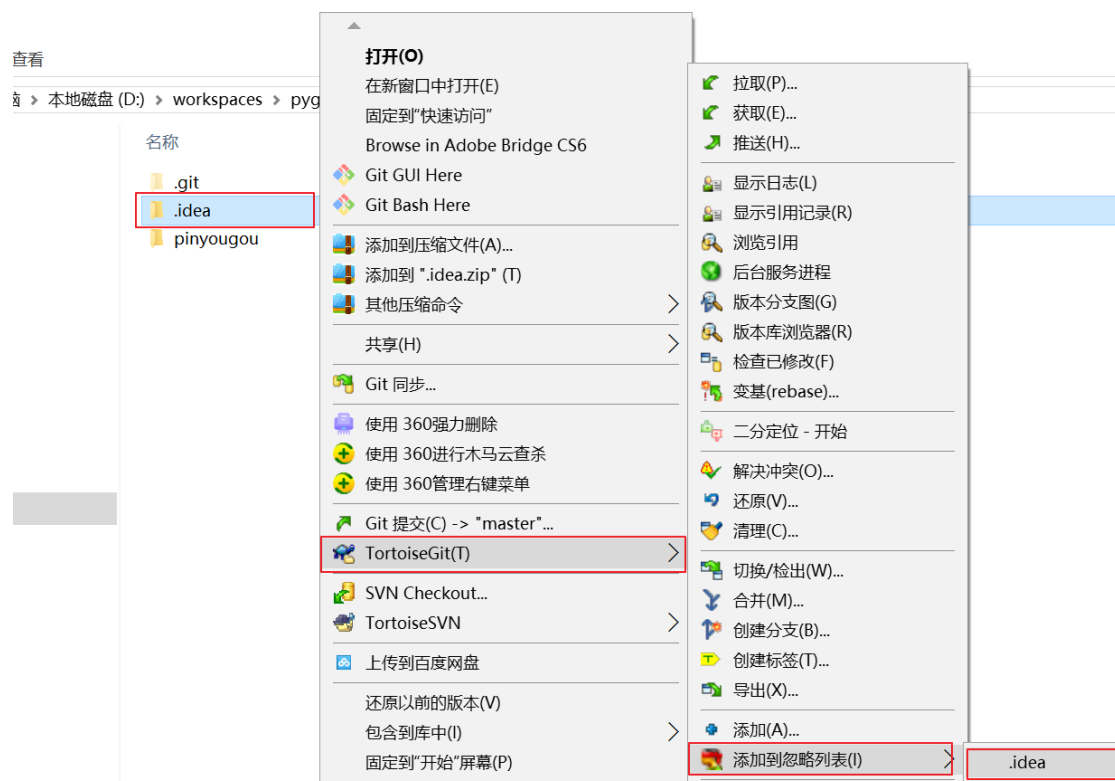 查看
本地磁盘 (D:) > workspaces > pyg
名称
.git
.idea
pinyougou
打开(O)
在新窗口中打开(E)
固定到"快速访问"
Browse in Adobe Bridge CS6
Git GUI Here
Git Bash Here
添加到压缩文件(A)...
添加到 ".idea.zip" (T)
其他压缩命令
共享(H)
Git 同步...
使用 360强力删除
使用 360进行木马云查杀
使用 360管理右键菜单
Git 提交(C) -> "master"...
TortoiseGit(T)
SVN Checkout...
TortoiseSVN
上传到百度网盘
还原以前的版本(V)
包含到库中(I)
固定到"开始"屏幕(P)
拉取(P)...
获取(E)...
推送(H)...
显示日志(L)
显示引用记录(R)
浏览引用
后台服务进程
版本分支图(G)
版本库浏览器(R)
检查已修改(F)
变基(rebase)...
二分定位 - 开始
解决冲突(O)...
还原(V)...
清理(C)...
切换/检出(W)...
合并(M)...
创建分支(B)...
创建标签(T)...
导出(X)...
添加(A)...
添加到忽略列表(I)
.idea